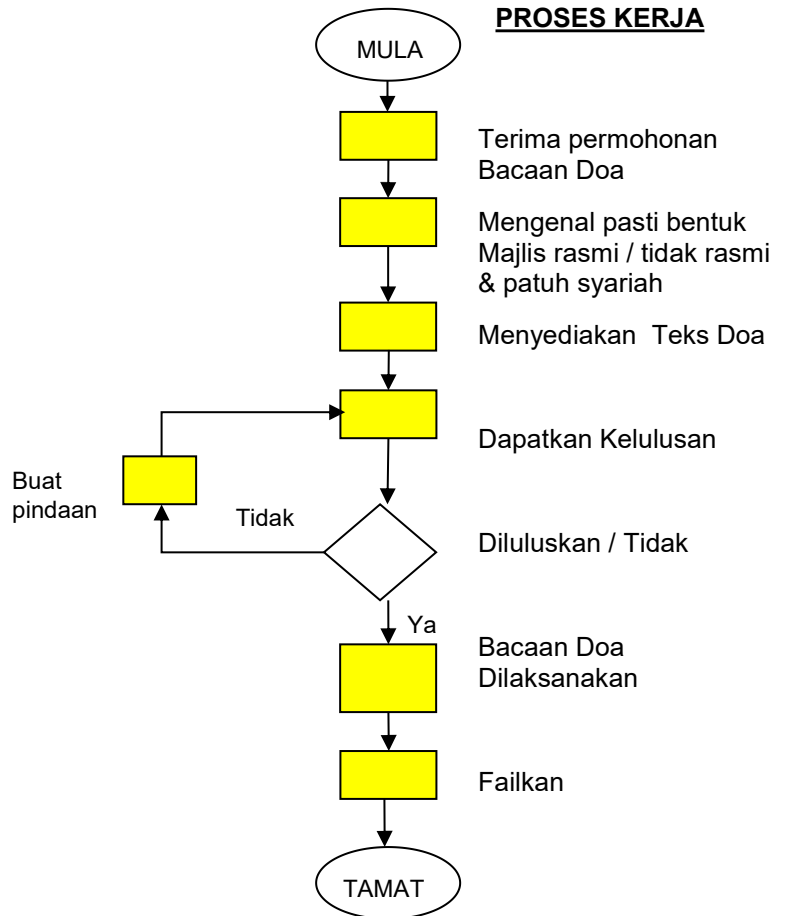 PROSES KERJA
MULA
Terima permohonan
Bacaan Doa
Mengenal pasti bentuk
Majlis rasmi / tidak rasmi
& patuh syariah
Menyediakan Teks Doa
Dapatkan Kelulusan
Buat
pindaan
Tidak
Diluluskan / Tidak
Ya
Bacaan Doa
Dilaksanakan
Failkan
TAMAT